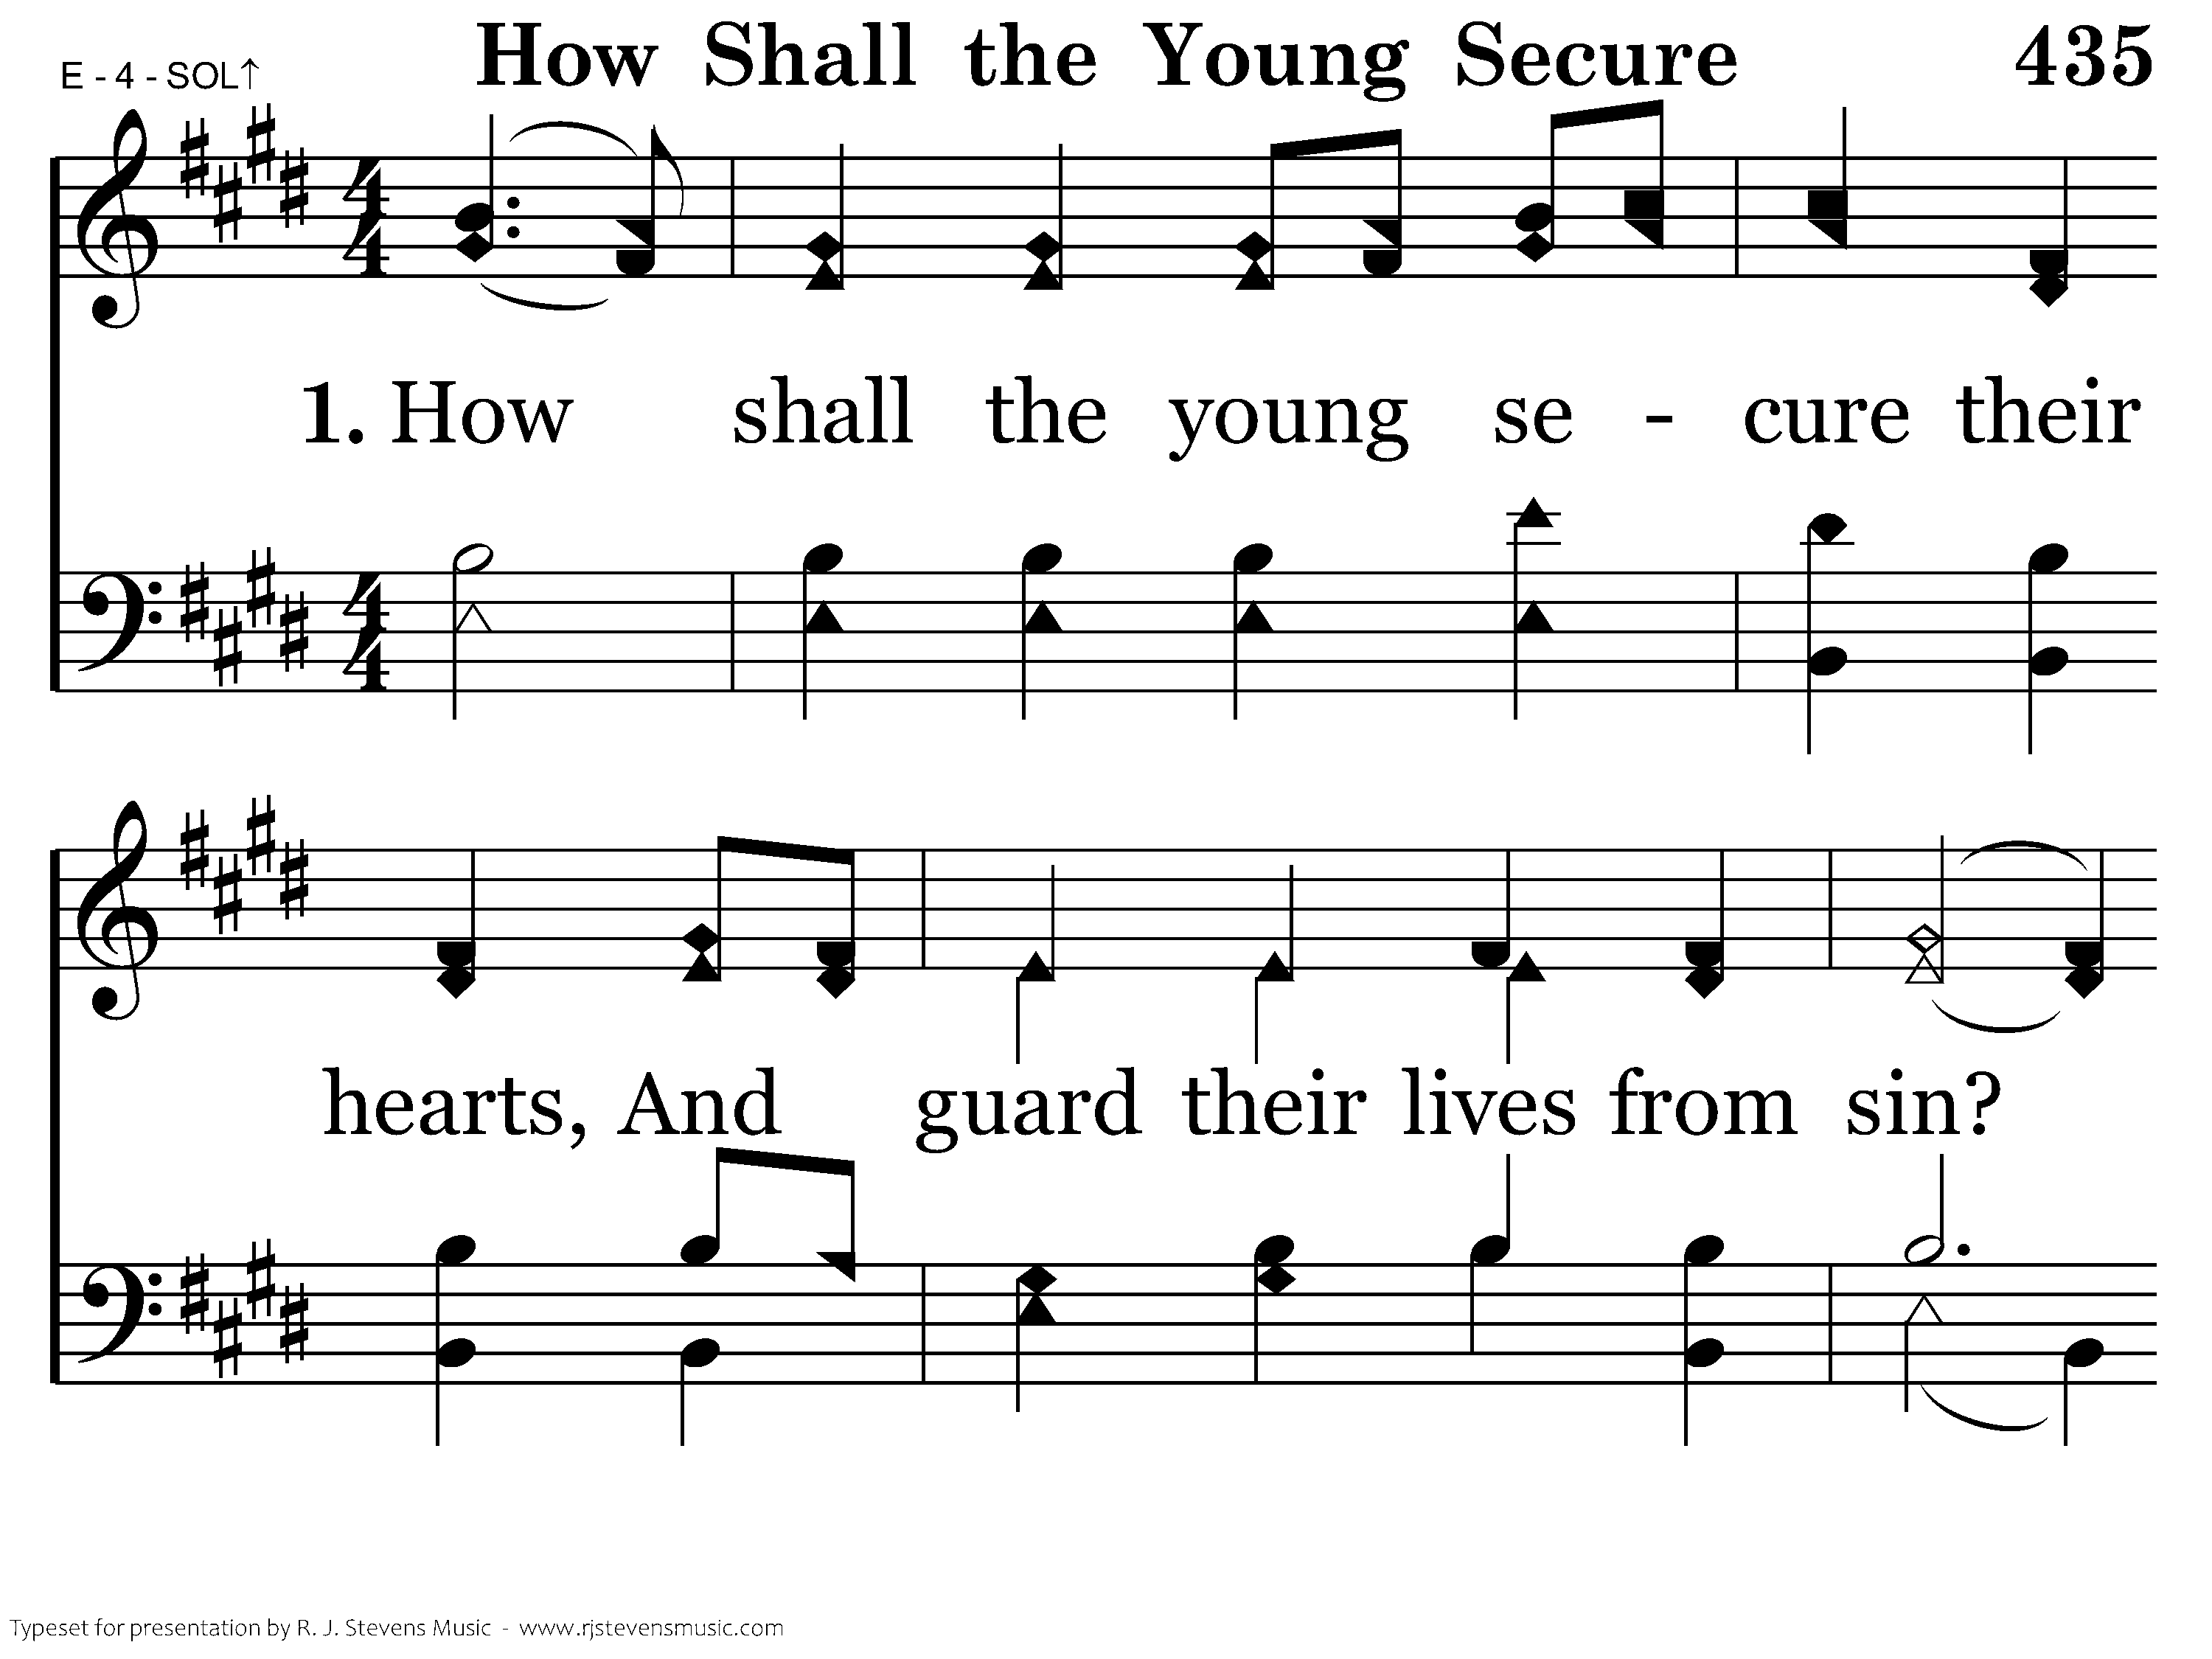 How Shall the Young Secure 435
E - 4 - SOL↑
1. How shall the young se - cure their
hearts, And guard their lives from sin?
Typeset for presentation by R. J. Stevens Music - www.rjstevensmusic.com